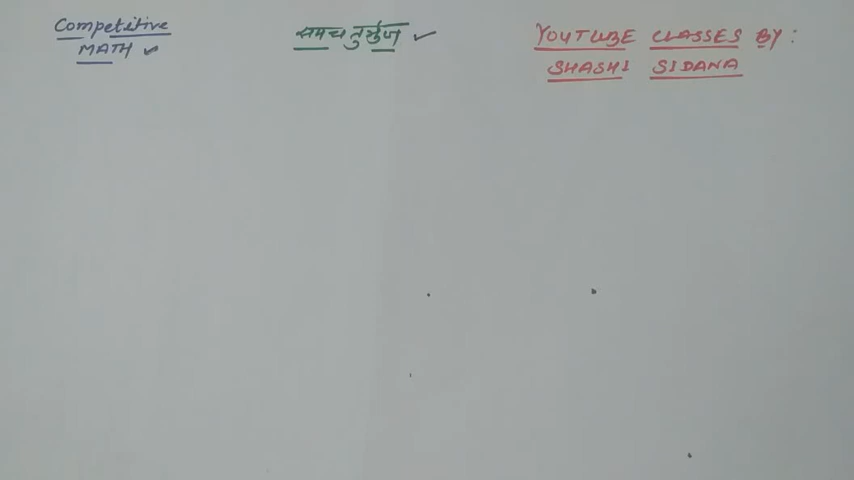 Competitive
MATH
समचतुर्भुज
YOUTUBE CLASSES BY :
SHASHI SIDANA